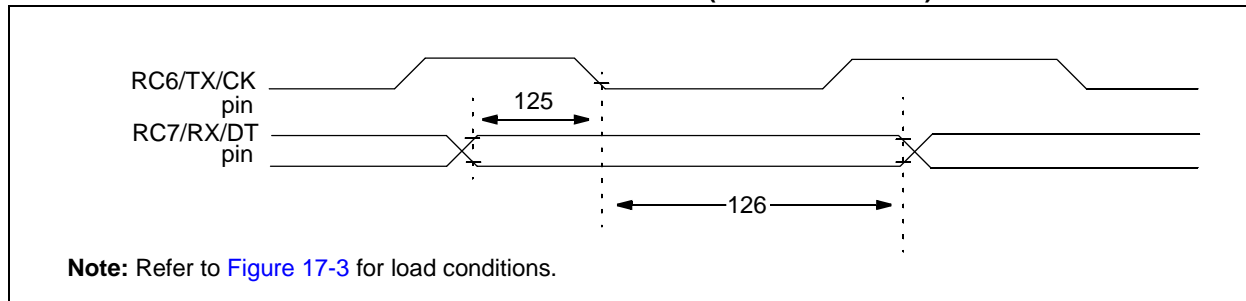 RC6/TX/CK
pin
125
RC7/RX/DT
pin
126
Note: Refer to Figure 17-3 for load conditions.